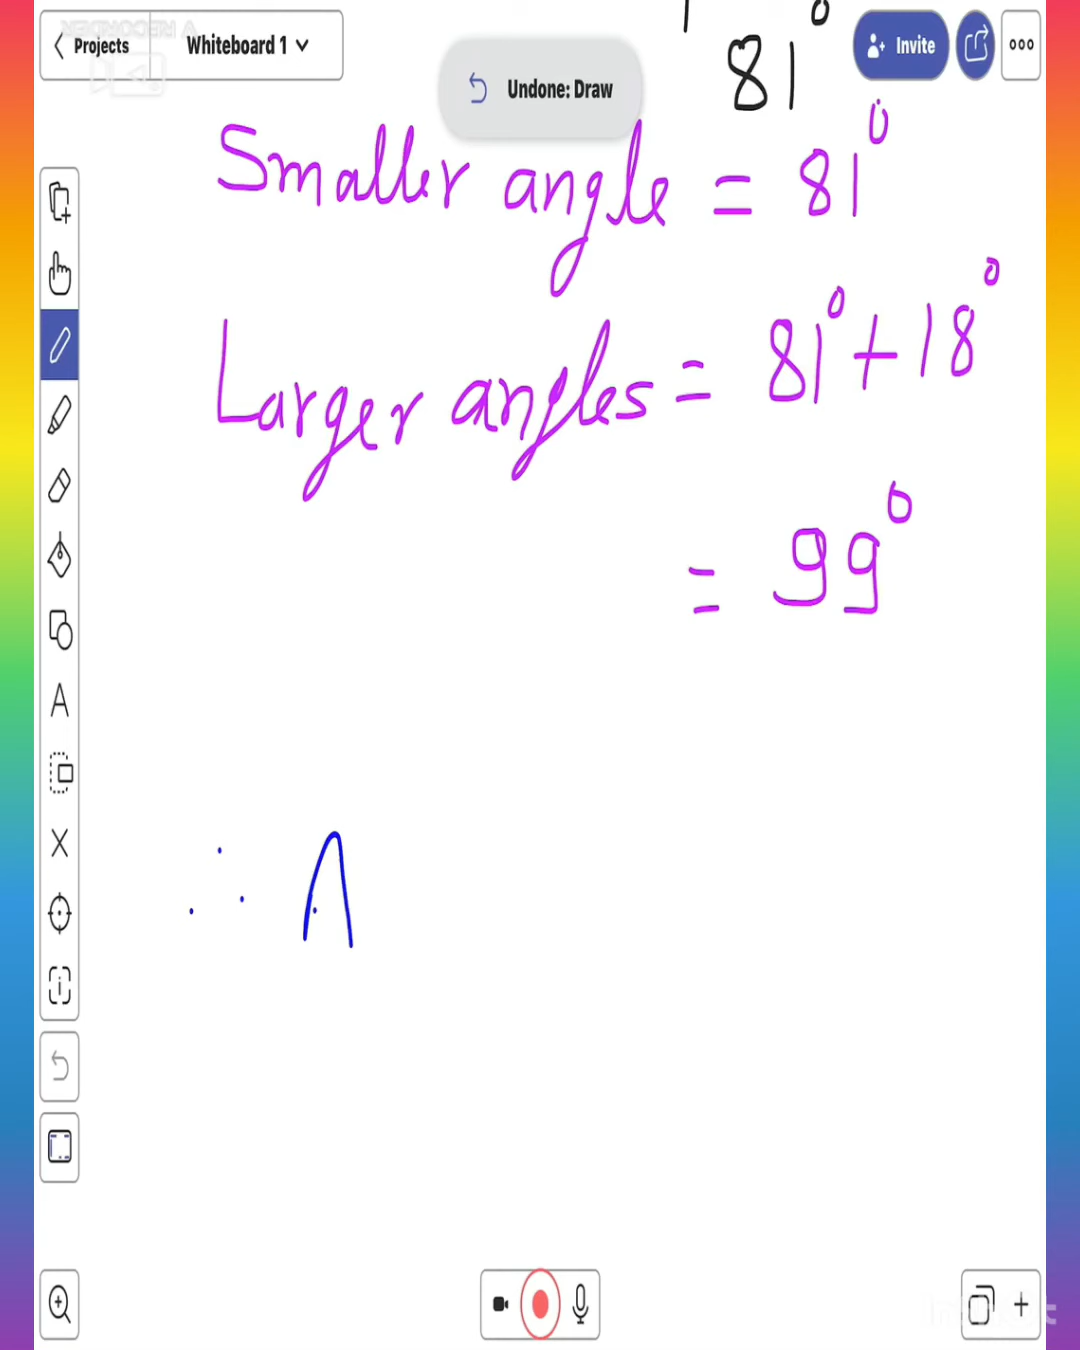 Projects Whiteboard 1 Invite
Undone: Draw
81°
Smaller angle = 81°
Larger angles = 81° + 18°
= 99°
∴